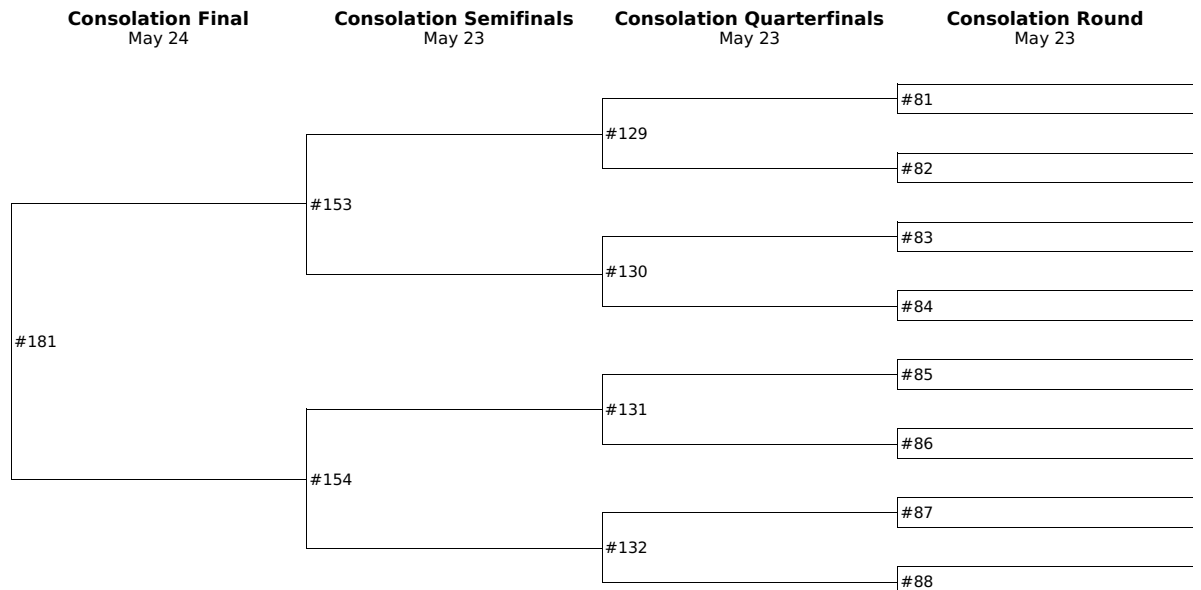 Consolation Final
May 24
Consolation Semifinals
May 23
Consolation Quarterfinals
May 23
Consolation Round
May 23
#81
#129
#82
#153
#83
#130
#84
#181
#85
#131
#86
#154
#87
#132
#88